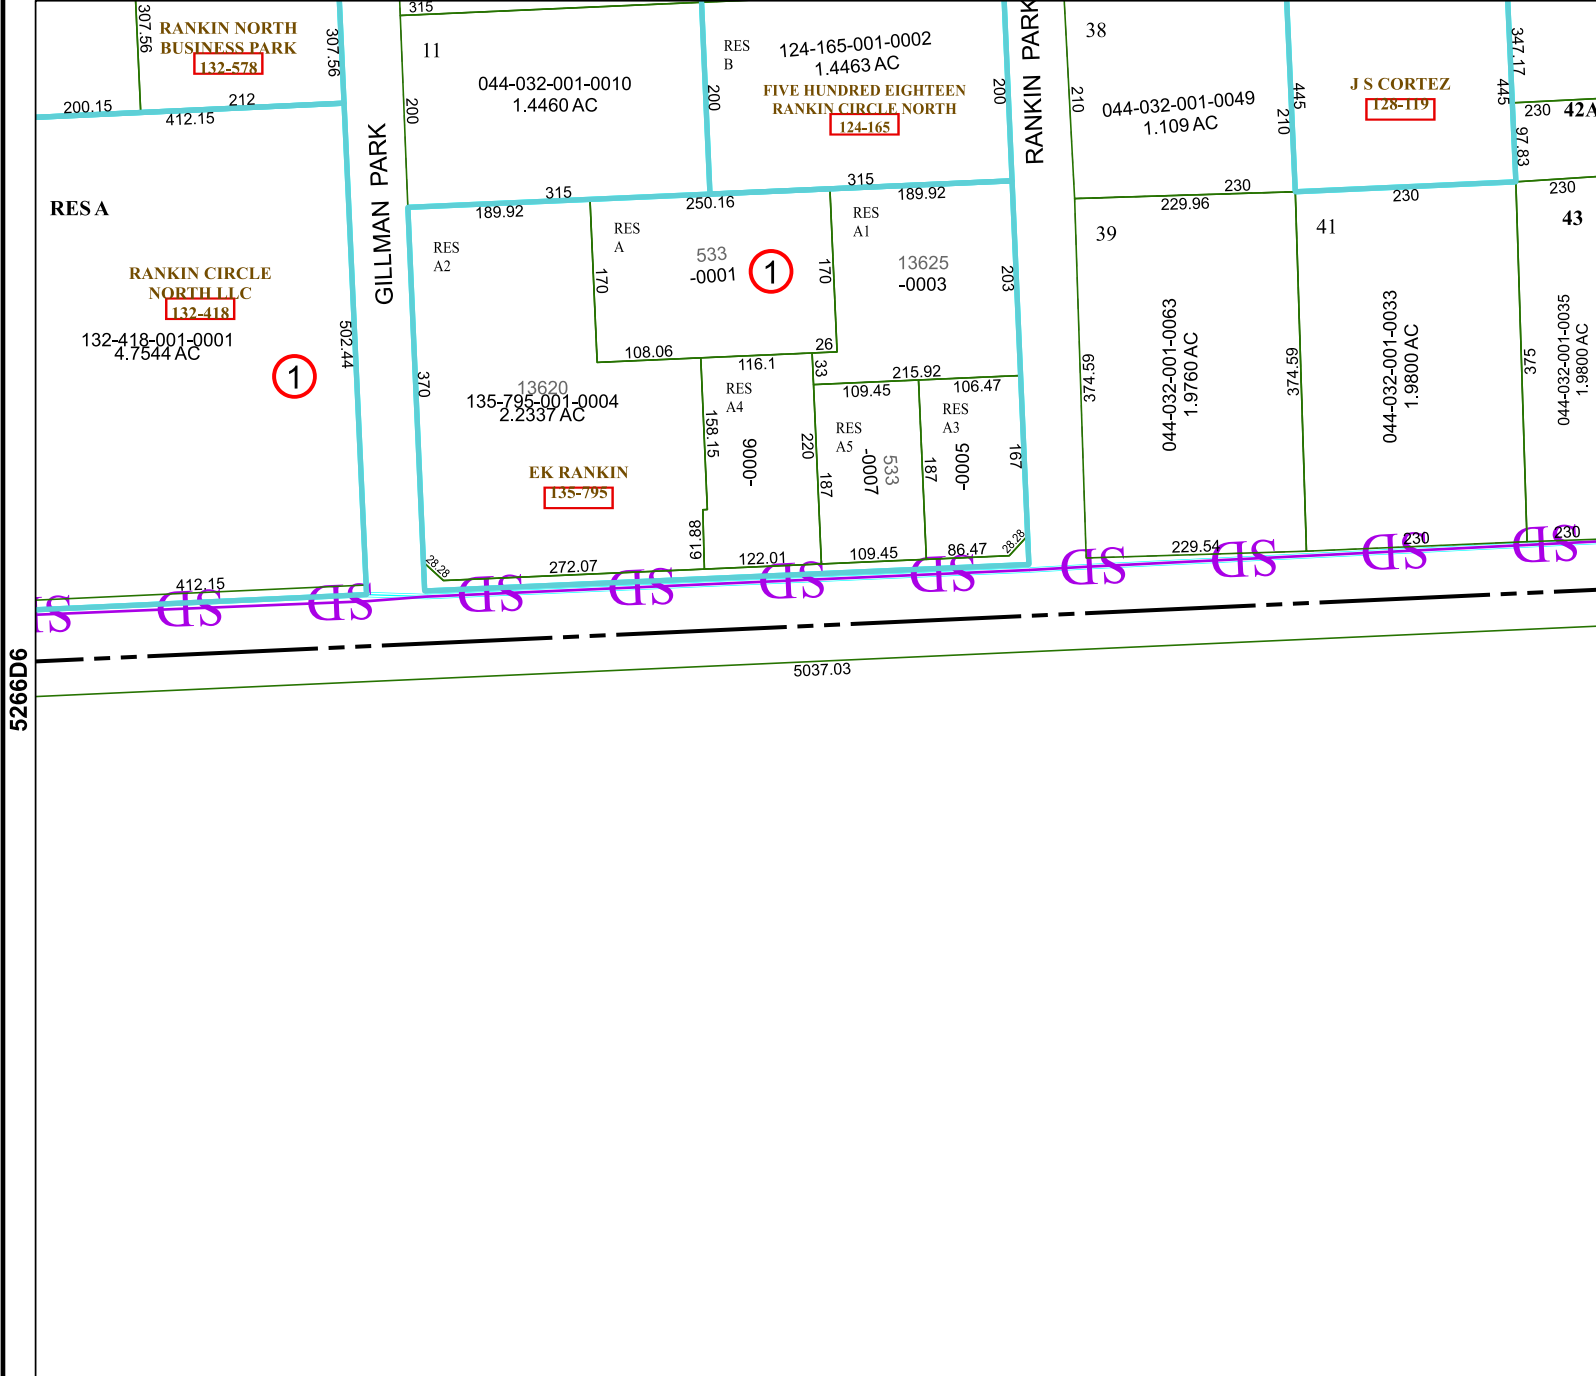 307.56
RANKIN NORTH
BUSINESS PARK
132-578
307.56
200.15
212
412.15
RES A
RANKIN CIRCLE
NORTH LLC
132-418
132-418-001-0001
4.7544 AC
1
502.44
412.15
GILLMAN PARK
315
11
044-032-001-0010
1.4460 AC
200
200
315
RES
B
124-165-001-0002
1.4463 AC
FIVE HUNDRED EIGHTEEN
RANKIN CIRCLE NORTH
124-165
200
315
RANKIN PARK
189.92
250.16
189.92
RES
A2
RES
A
533
-0001
1
RES
A1
13625
-0003
170
170
203
108.06
26
116.1
33
215.92
109.45
106.47
370
13620
135-795-001-0004
2.2337 AC
EK RANKIN
135-795
RES
A4
-0006
158.15
220
61.88
RES
A5
-0007
533
187
RES
A3
-0005
187
167
28.28
272.07
122.01
109.45
86.47
28.28
38
210
044-032-001-0049
1.109 AC
445
210
230
229.96
J S CORTEZ
128-119
445
347.17
230
42A
97.83
230
230
39
044-032-001-0063
1.9760 AC
374.59
374.59
229.54
41
044-032-001-0033
1.9800 AC
230
43
375
044-032-001-0035
1.9800 AC
230
SD
SD
SD
SD
SD
SD
SD
SD
SD
SD
SD
5037.03
5266D6